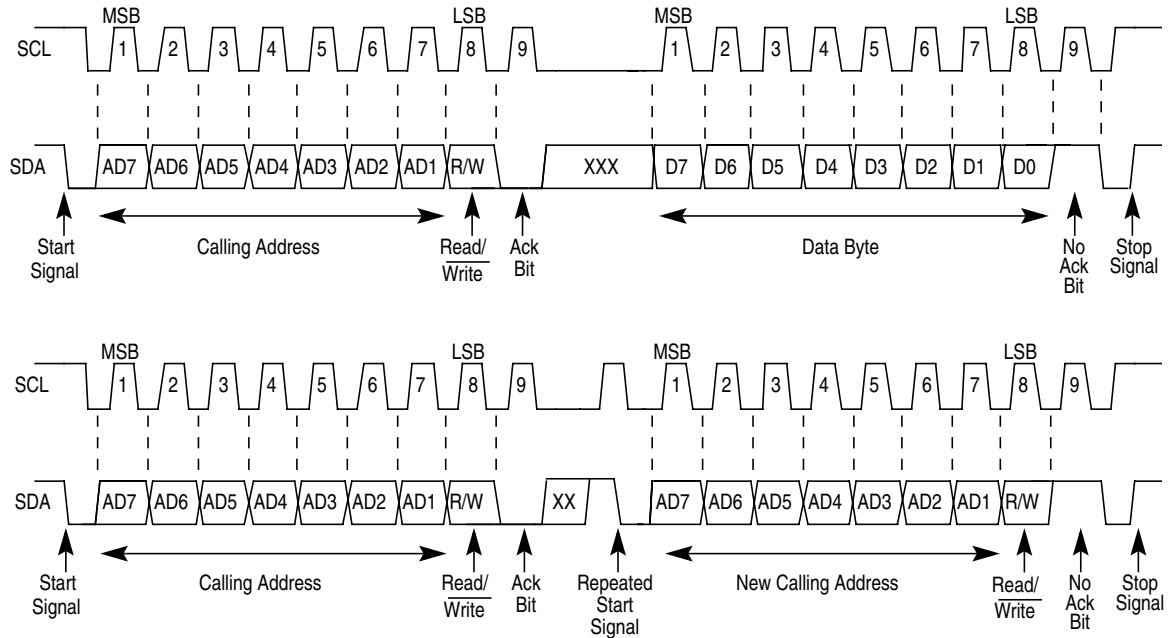 MSB LSB MSB LSB
SCL 1 2 3 4 5 6 7 8 9 1 2 3 4 5 6 7 8 9
SDA AD7 AD6 AD5 AD4 AD3 AD2 AD1 R/W XXX D7 D6 D5 D4 D3 D2 D1 D0
Start Calling Address Read/ Ack Data Byte No Stop
Signal Write Bit Ack Signal
Bit
MSB LSB MSB LSB
SCL 1 2 3 4 5 6 7 8 9 1 2 3 4 5 6 7 8 9
SDA AD7 AD6 AD5 AD4 AD3 AD2 AD1 R/W XX AD7 AD6 AD5 AD4 AD3 AD2 AD1 R/W
Start Calling Address Read/ Ack Repeated New Calling Address Read/ No Stop
Signal Write Bit Start Write Ack Signal
Signal Bit